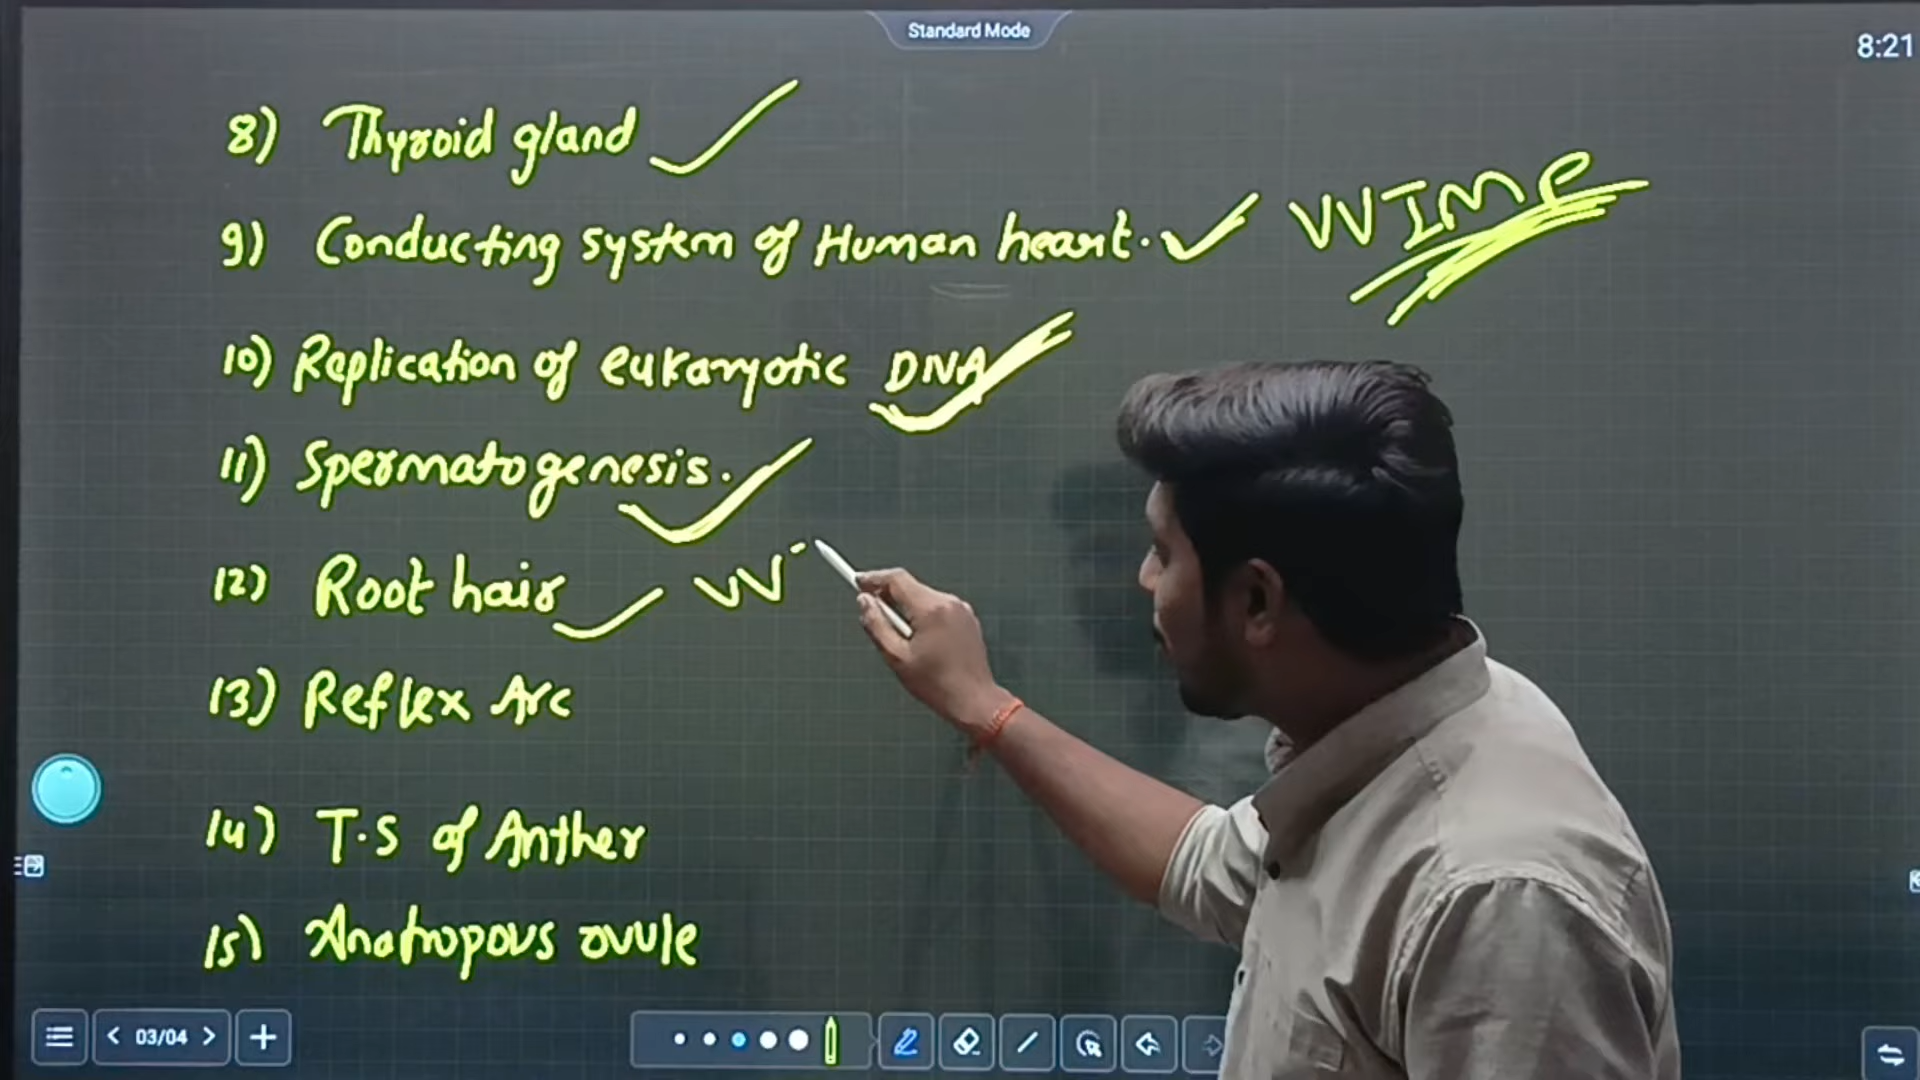 Standard Mode
8:21
8) Thyroid gland
9) Conducting system of Human heart. VVIMP
10) Replication of eukaryotic DNA
11) Spermatogenesis.
12) Root hair VV
13) Reflex Arc
14) T.S of Anther
15) Anatropous ovule
03/04